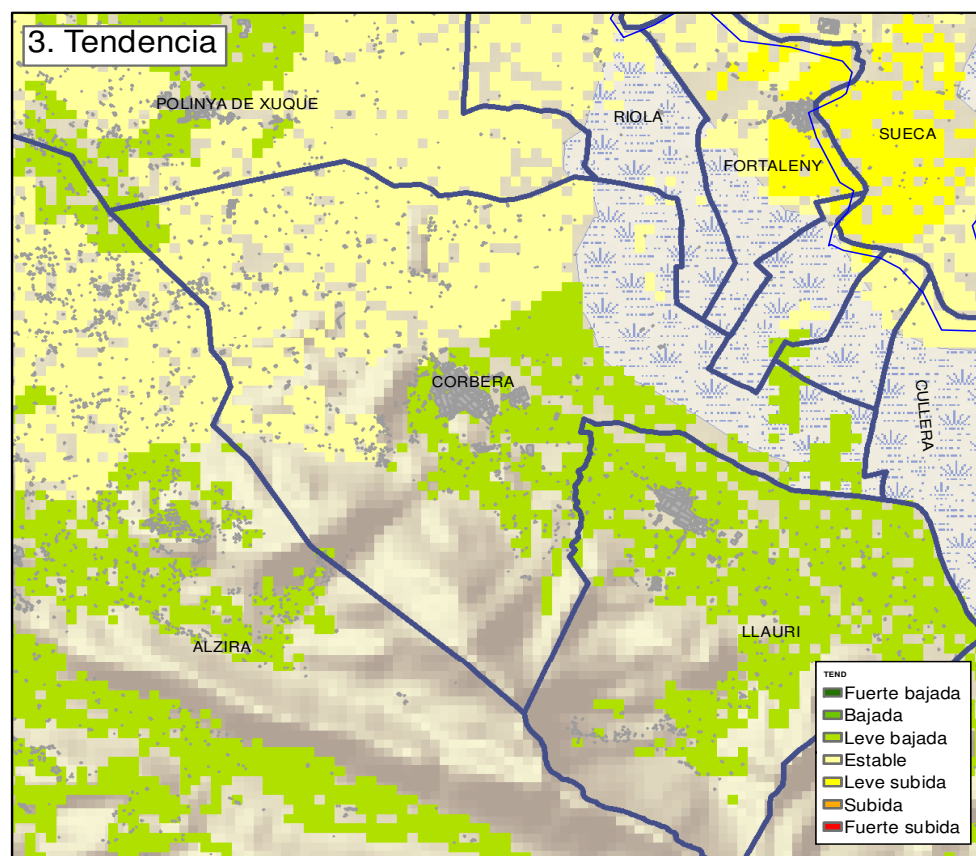 3. Tendencia
POLINYA DE XUQUE
RIOLA
SUECA
FORTALENY
CORBERA
CULLERA
ALZIRA
LLAURI
TEND
Fuerte bajada
Bajada
Leve bajada
Estable
Leve subida
Subida
Fuerte subida